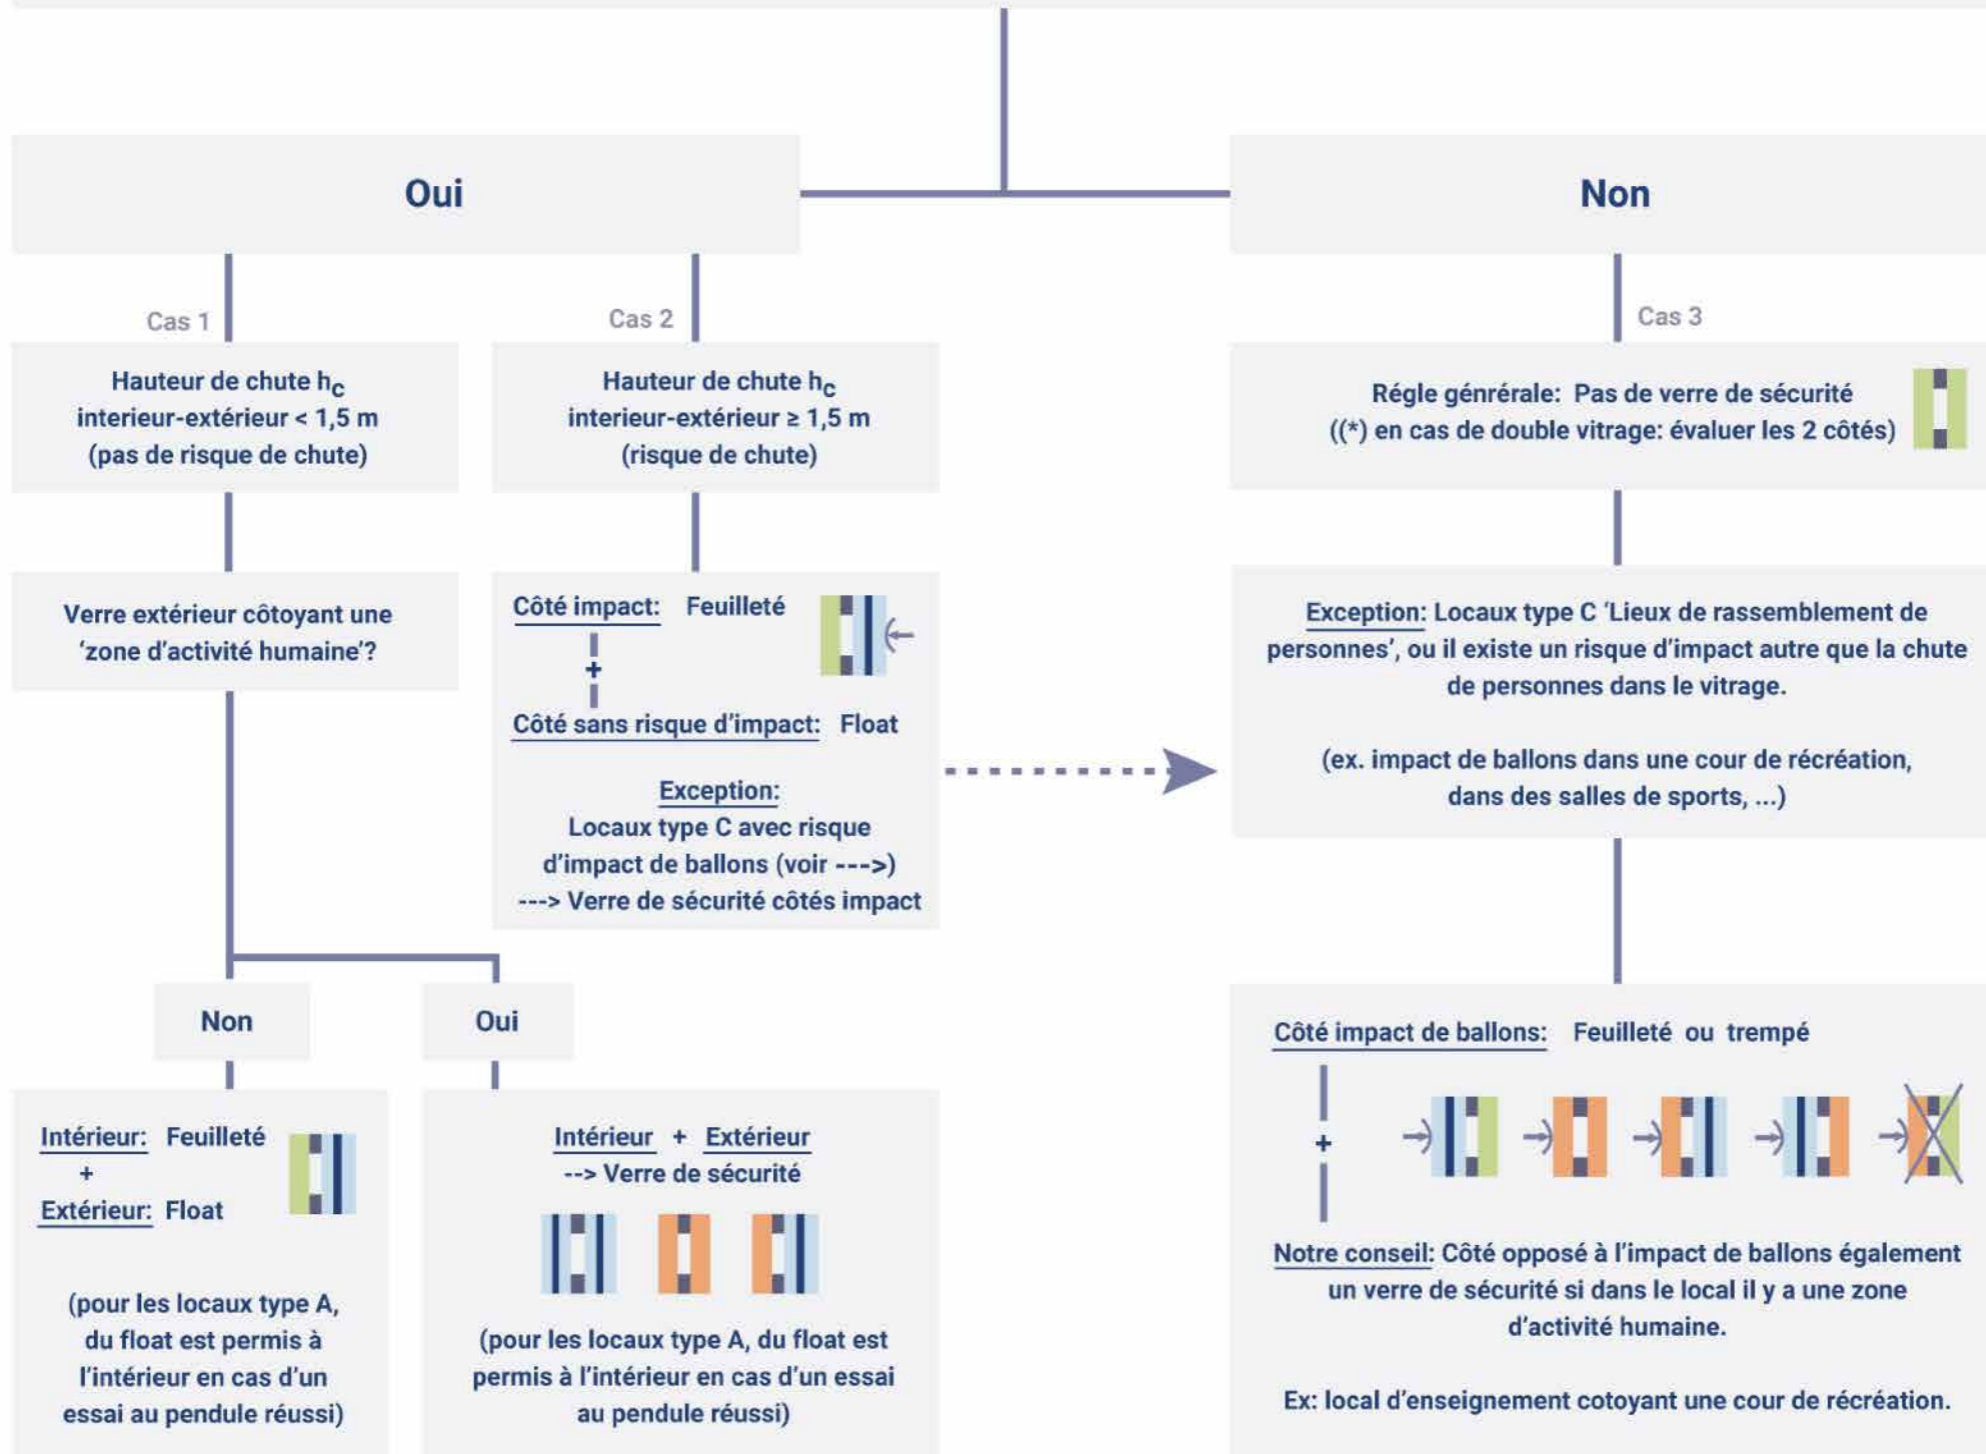 Oui
Non
Cas 1
Cas 2
Cas 3
Hauteur de chute hc
interieur-extérieur < 1,5 m
(pas de risque de chute)
Hauteur de chute hc
interieur-extérieur ≥ 1,5 m
(risque de chute)
Régle génrérale: Pas de verre de sécurité
((*) en cas de double vitrage: évaluer les 2 côtés)
Verre extérieur côtoyant une
‘zone d’activité humaine’?
Côté impact: Feuilleté
+
Côté sans risque d’impact: Float
Exception:
Locaux type C avec risque
d’impact de ballons (voir --->)
---> Verre de sécurité côtés impact
Exception: Locaux type C ‘Lieux de rassemblement de
personnes’, ou il existe un risque d’impact autre que la chute
de personnes dans le vitrage.
(ex. impact de ballons dans une cour de récréation,
dans des salles de sports, ...)
Non
Oui
Intérieur: Feuilleté
+
Extérieur: Float
(pour les locaux type A,
du float est permis à
l’intérieur en cas d’un
essai au pendule réussi)
Intérieur + Extérieur
--> Verre de sécurité
(pour les locaux type A, du float est
permis à l’intérieur en cas d’un essai
au pendule réussi)
Côté impact de ballons: Feuilleté ou trempé
+
Notre conseil: Côté opposé à l’impact de ballons également
un verre de sécurité si dans le local il y a une zone
d’activité humaine.
Ex: local d’enseignement cotoyant une cour de récréation.